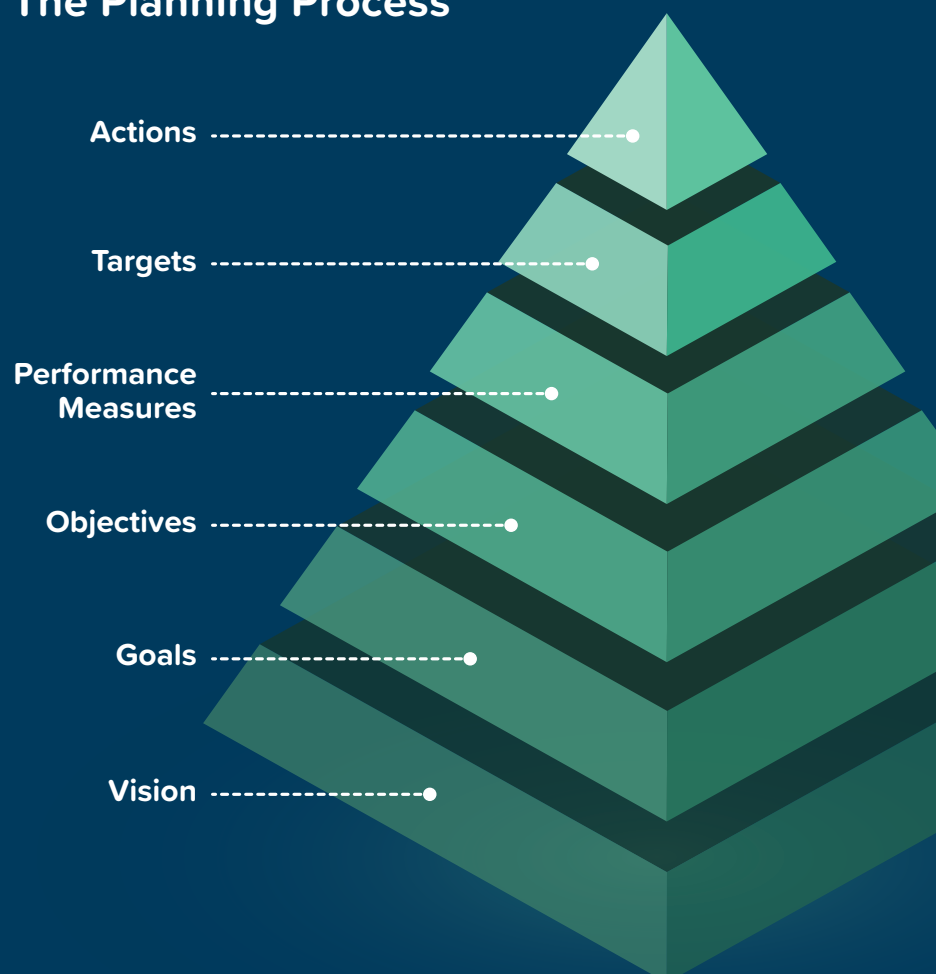 The Planning Process
Actions
Targets
Performance
Measures
Objectives
Goals
Vision